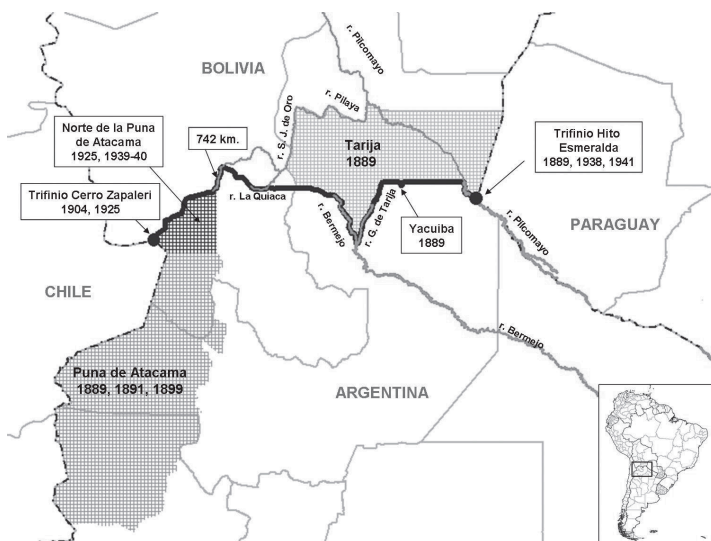 r. Pilcomayo
BOLIVIA
r. Pilaya
r. S. J. de Oro
Norte de la Puna
de Atacama
1925, 1939-40
742 km.
Tarija
1889
Trifinio Hito
Esmeralda
1889, 1938, 1941
Trifinio Cerro Zapaleri
1904, 1925
r. La Quiaca
r. Bermejo
r. G. de Tarija
Yacuiba
1889
r. Pilcomayo
PARAGUAY
CHILE
r. Bermejo
Puna de Atacama
1889, 1891, 1899
ARGENTINA